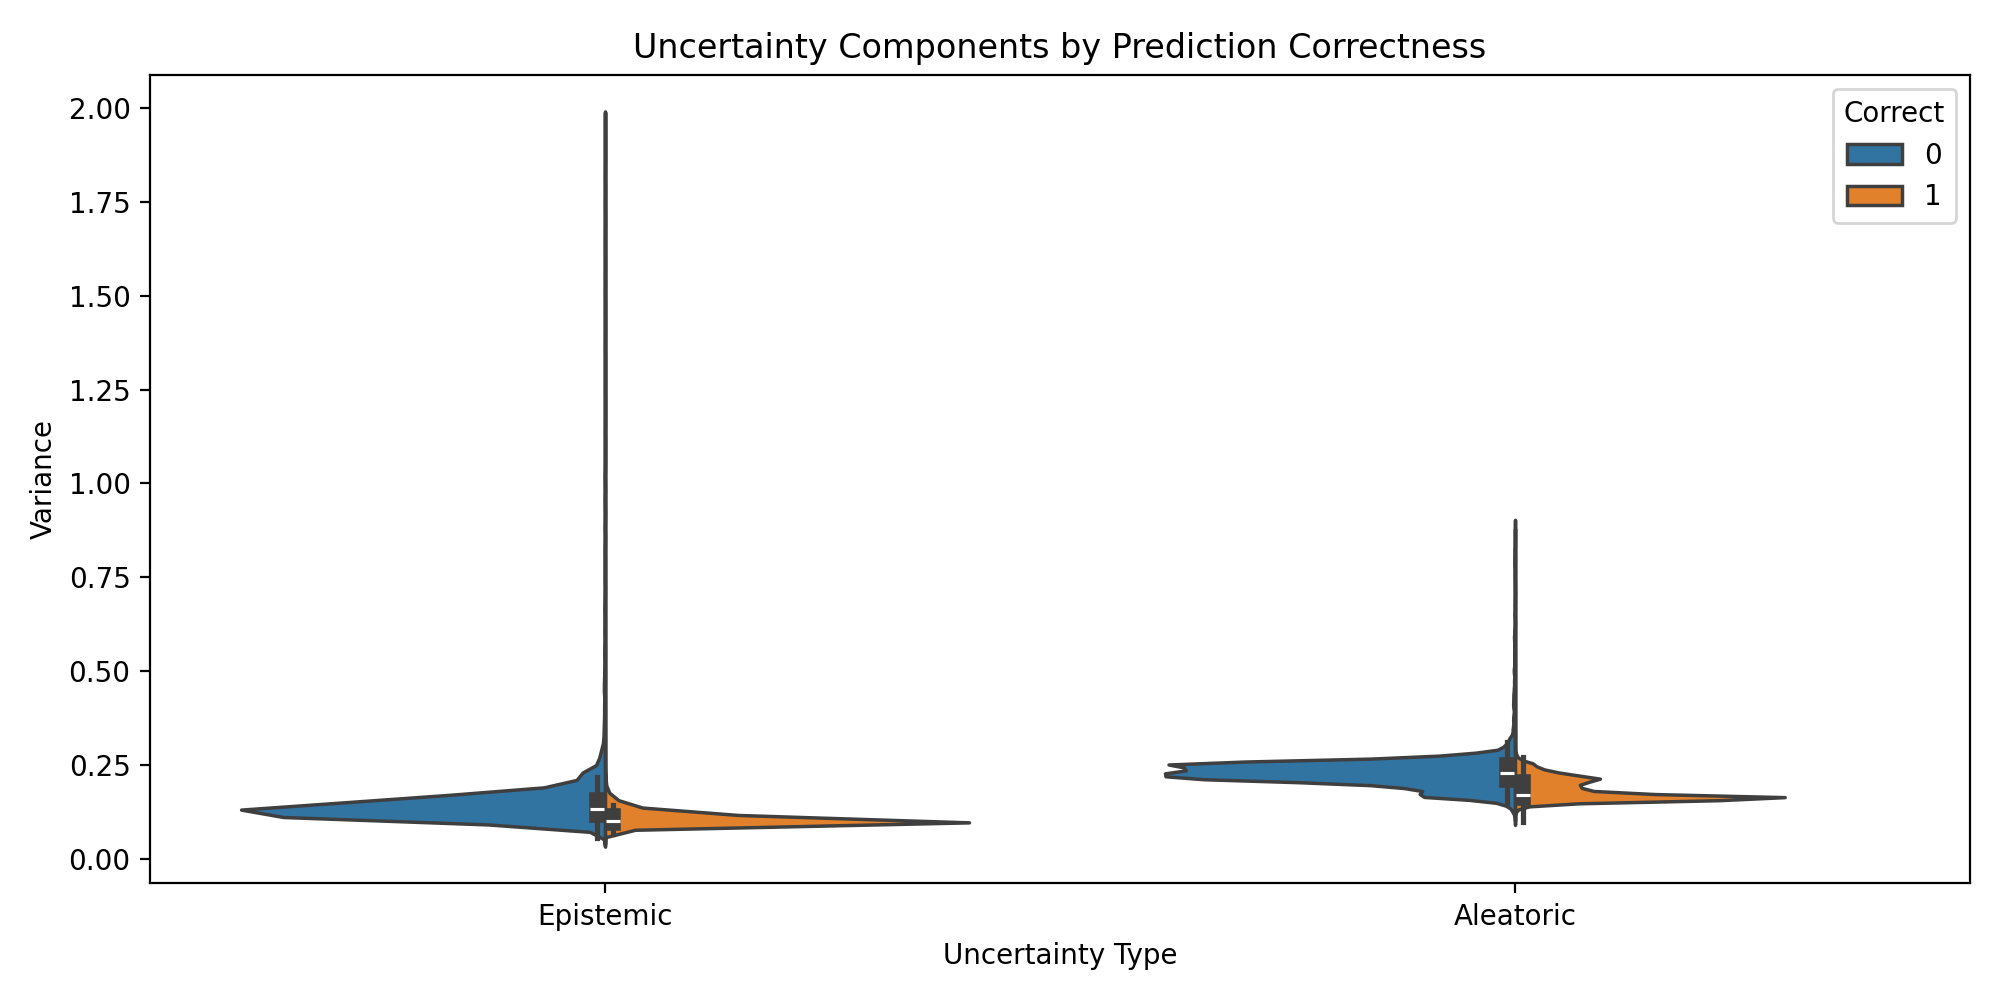 Uncertainty Components by Prediction Correctness
Correct
0
1
2.00
1.75
1.50
1.25
1.00
0.75
0.50
0.25
0.00
Variance
Epistemic
Aleatoric
Uncertainty Type